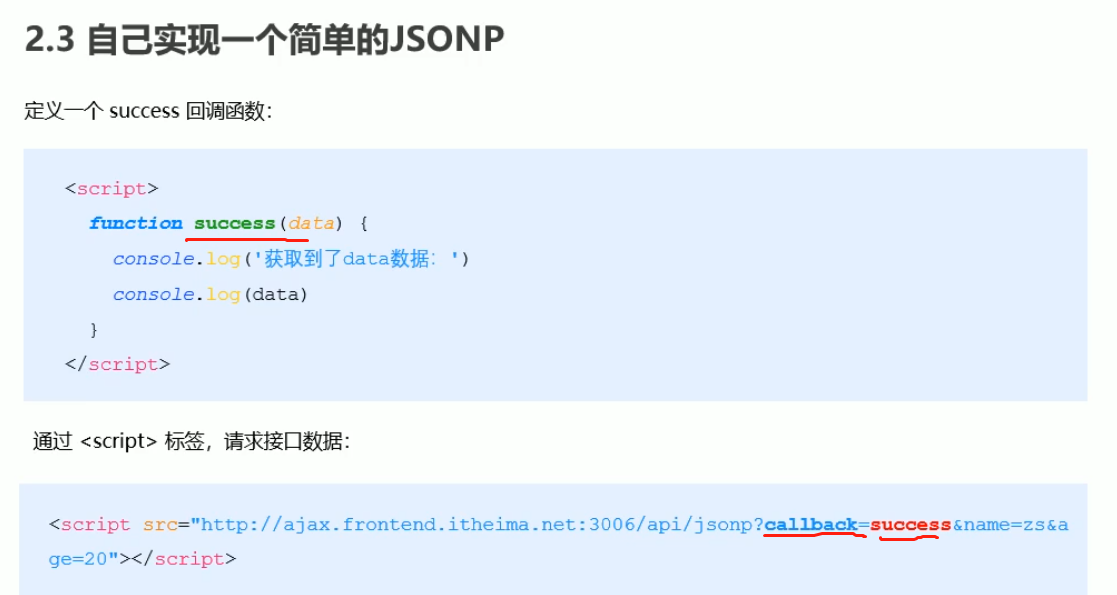 2.3 自己实现一个简单的JSONP
定义一个 success 回调函数：
<script>
function success(data) {
console.log('获取到了data数据：')
console.log(data)
}
</script>
通过 <script> 标签，请求接口数据：
<script src="http://ajax.frontend.itheima.net:3006/api/jsonp?callback=success&name=zs&a
ge=20"></script>